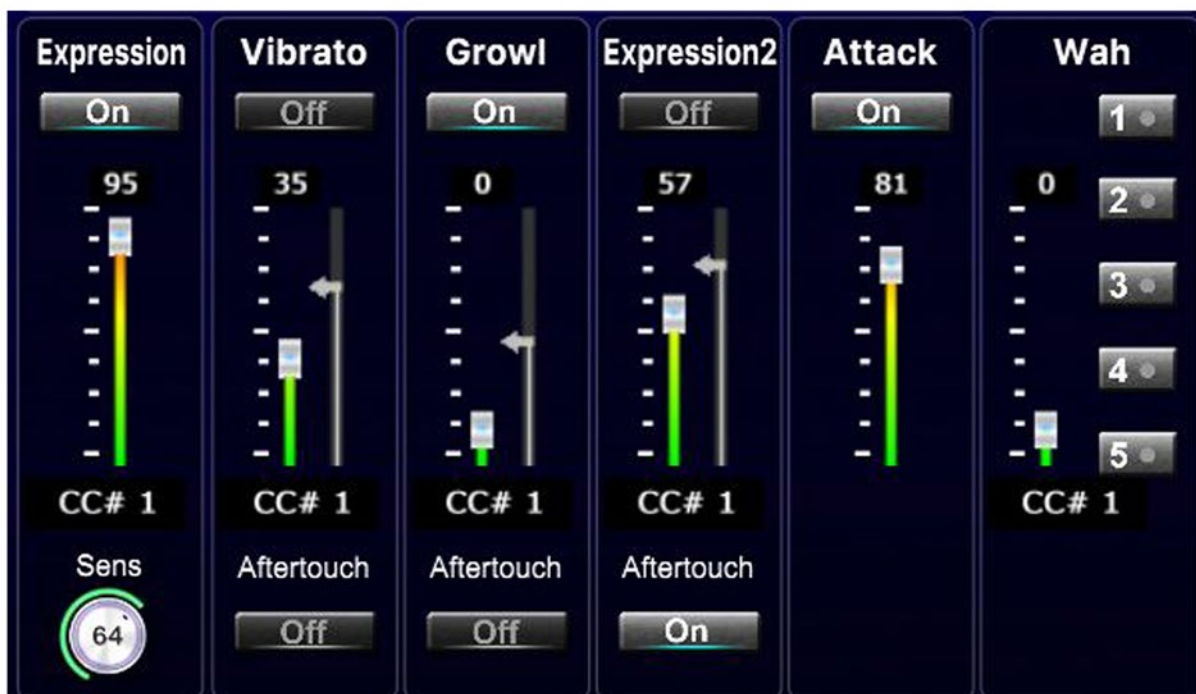 Expression
On
95
CC# 1
Sens
64
Vibrato
Off
35
CC# 1
Aftertouch
Off
Growl
On
0
CC# 1
Aftertouch
Off
Expression2
Off
57
CC# 1
Aftertouch
On
Attack
On
81
Wah
1
2
3
4
5
0
CC# 1